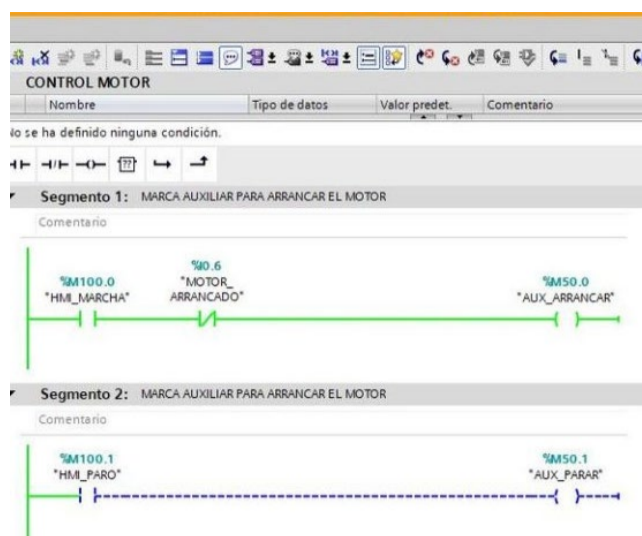 CONTROL MOTOR
Nombre Tipo de datos Valor predet. Comentario
No se ha definido ninguna condición.
??
Segmento 1: MARCA AUXILIAR PARA ARRANCAR EL MOTOR
Comentario
%M100.0
"HMI_MARCHA"
%I0.6
"MOTOR_
ARRANCADO"
%M50.0
"AUX_ARRANCAR"
Segmento 2: MARCA AUXILIAR PARA ARRANCAR EL MOTOR
Comentario
%M100.1
"HMI_PARO"
%M50.1
"AUX_PARAR"